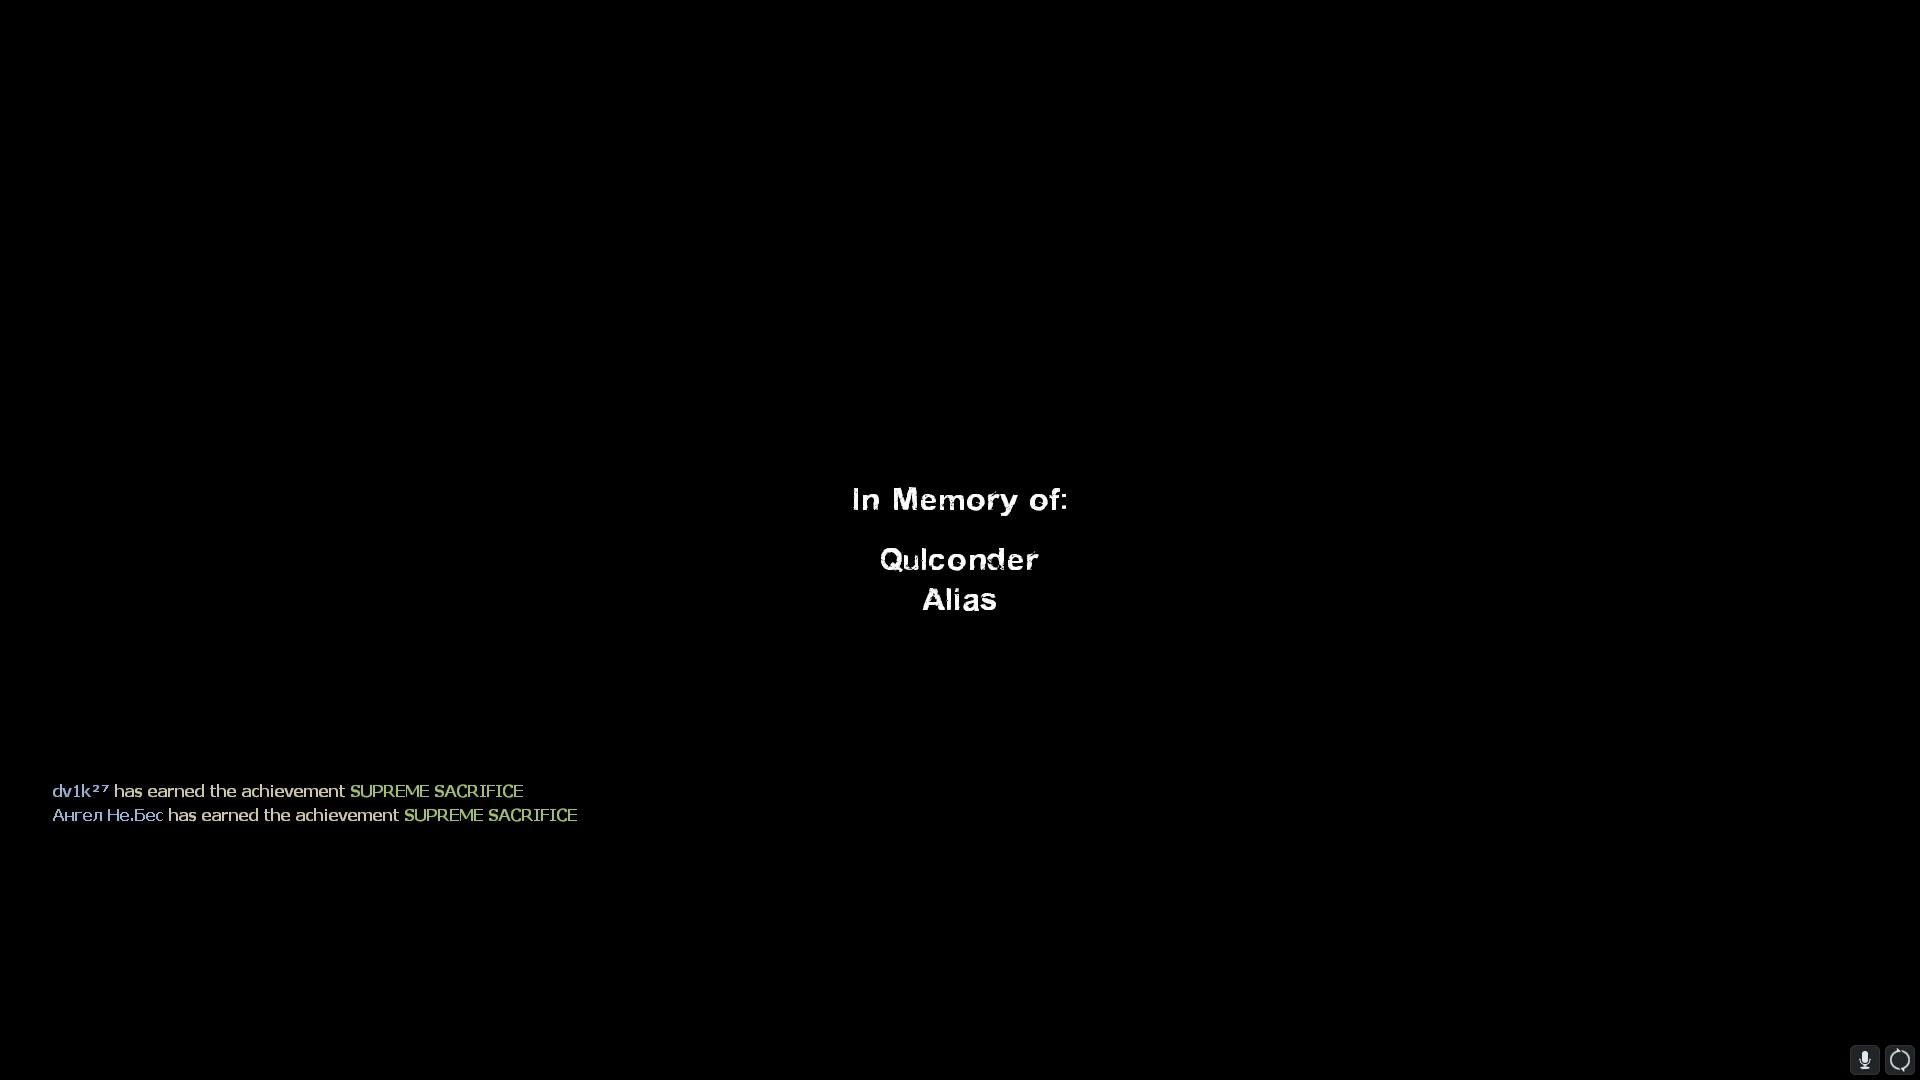 In Memory of:
Qulconder
Alias
dv1k²⁷ has earned the achievement SUPREME SACRIFICE
Ангел Не.Бес has earned the achievement SUPREME SACRIFICE